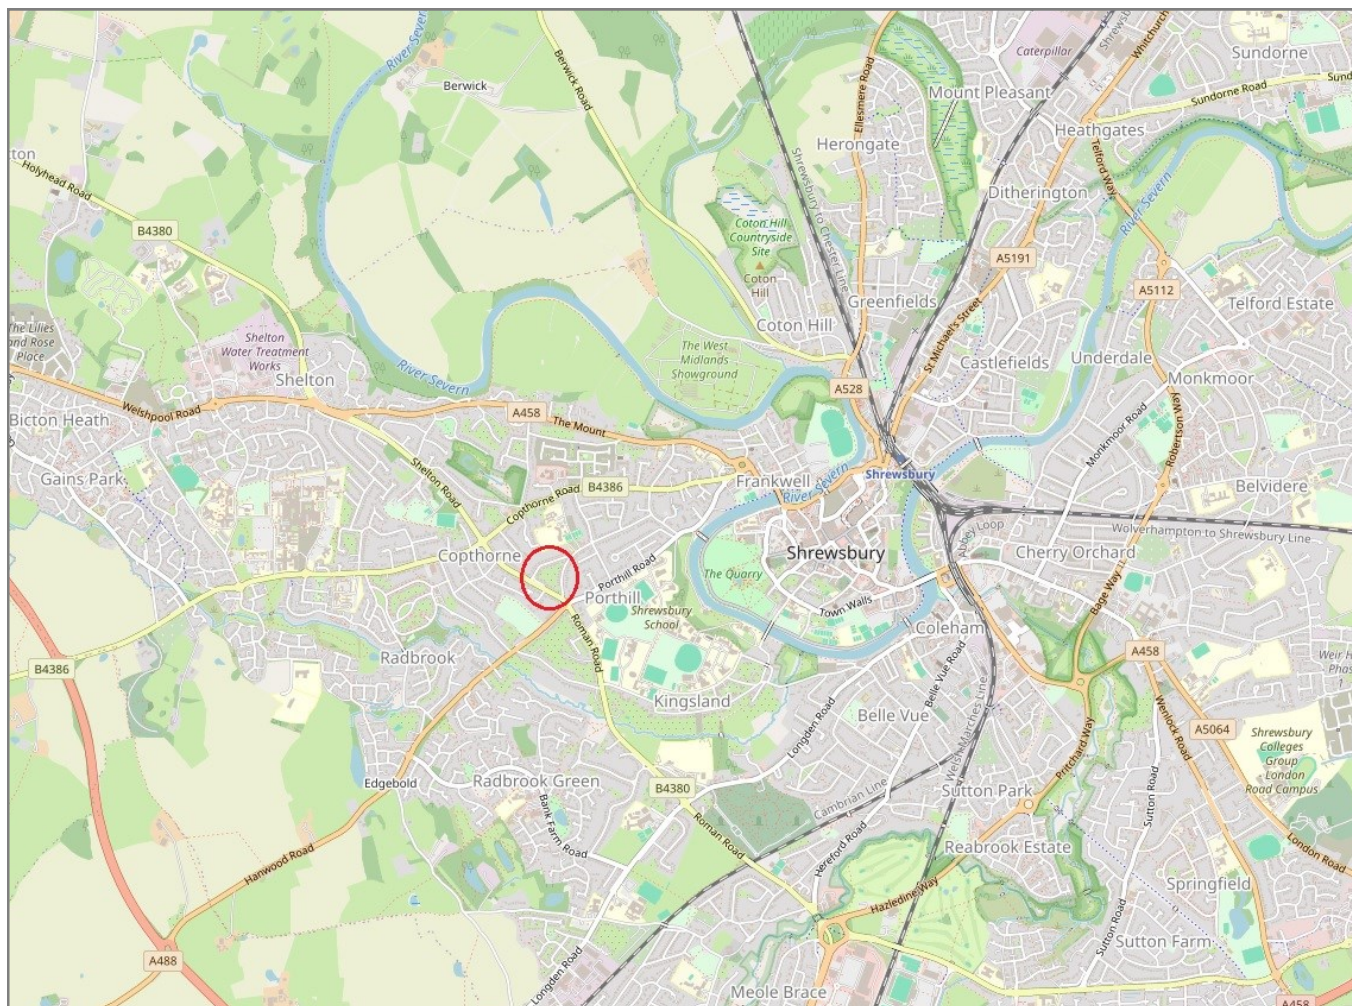 River Severn
Berwick
Berwick Road
Ellesmere Road
Caterpillar
Whitchurch
Sundorne
Mount Pleasant
Sundorne Road
Herongate
Heathgates
Telford Way
Holyhead Road
B4380
Shrewsbury to Chester Line
Ditherington
River Severn
Coton Hill
Countryside
Site
Coton
Hill
A5191
A5112
Greenfields
Telford Estate
The Lilies
and Rose
Place
Shelton
Water Treatment
Works
Coton Hill
St Michael's Street
The West
Midlands
Showground
Castlefields
Underdale
Monkmoor
Shelton
River Severn
A528
Welshpool Road
A458
The Mount
Bicton Heath
Monkmoor Road
Robertson Way
Gains Park
Shelton Road
Shrewsbury
Frankwell
B4386
Copthorne Road
River Severn
Belvidere
Abbey Loop
Wolverhampton to Shrewsbury Line
Copthorne
Shrewsbury
Cherry Orchard
Porthill Road
The Quarry
Porthill
Shrewsbury
School
Town Walls
Bage Way
Coleham
Roman Road
Radbrook
B4386
A458
Kingsland
Belle Vue Road
Belle Vue
Longden Road
Welsh Marches Line
Wenlock Road
A5064
Shrewsbury
Colleges
Group
London
Road Campus
Pritchard Way
Edgebold
Radbrook Green
B4380
Cambrian Line
Sutton Park
Sutton Road
Bank Farm Road
Roman Road
Hereford Road
Reabrook Estate
London Road
Hanwood Road
Hazledine Way
Springfield
Sutton Road
Sutton Farm
A488
Longden Road
Meole Brace
A458